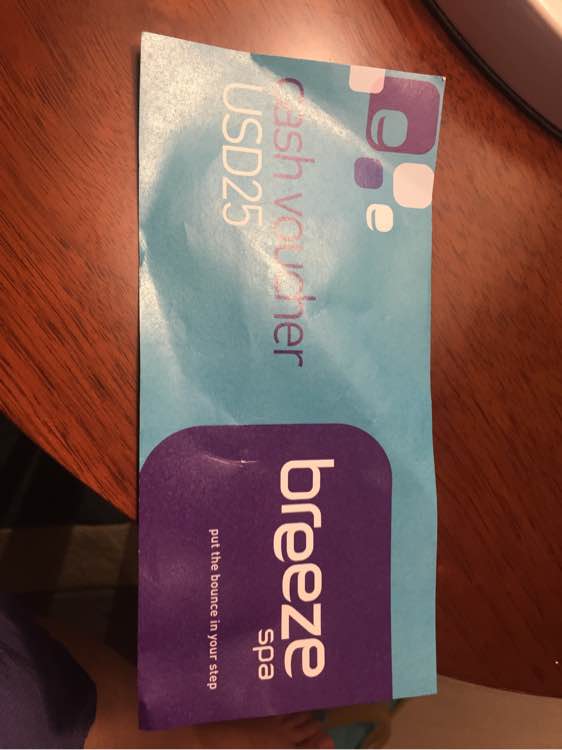 cash voucher
USD25
breeze
spa
put the bounce in your step